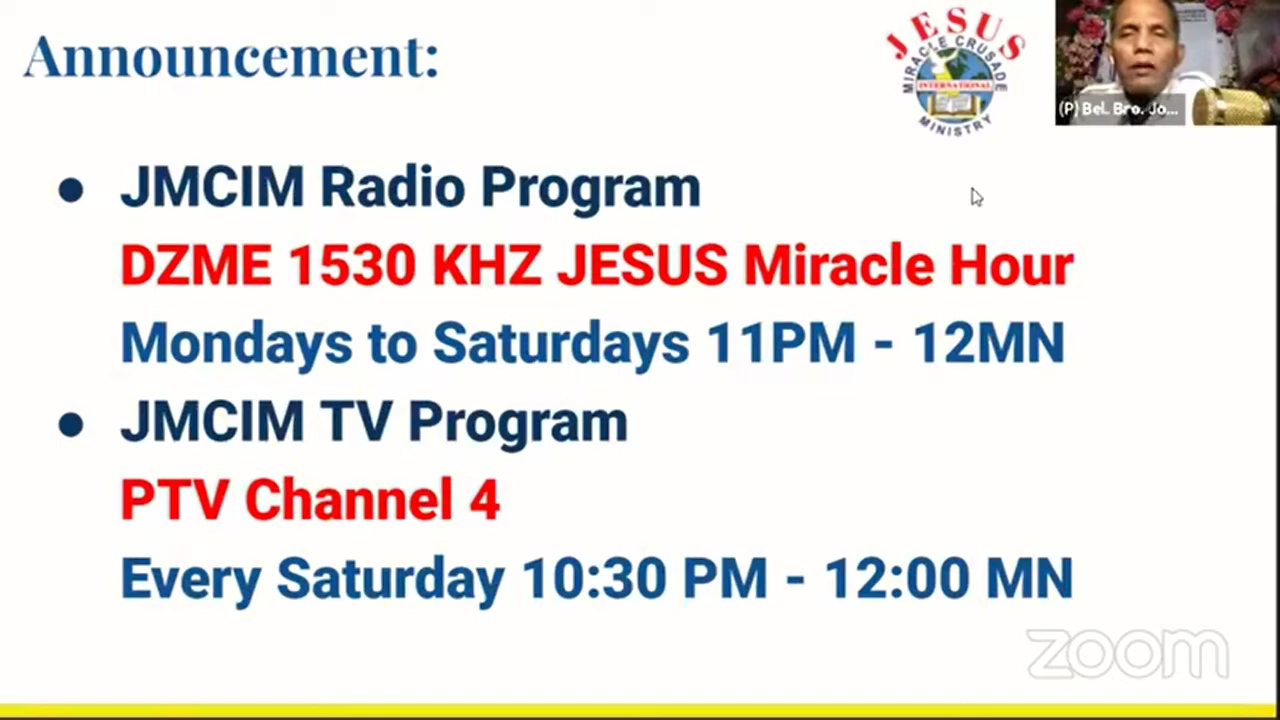 Announcement:
JESUS
MIRACLE CRUSADE
INTERNATIONAL
MINISTRY
(P) Bel. Bro. Jo...
• JMCIM Radio Program
DZME 1530 KHZ JESUS Miracle Hour
Mondays to Saturdays 11PM - 12MN
• JMCIM TV Program
PTV Channel 4
Every Saturday 10:30 PM - 12:00 MN
zoom